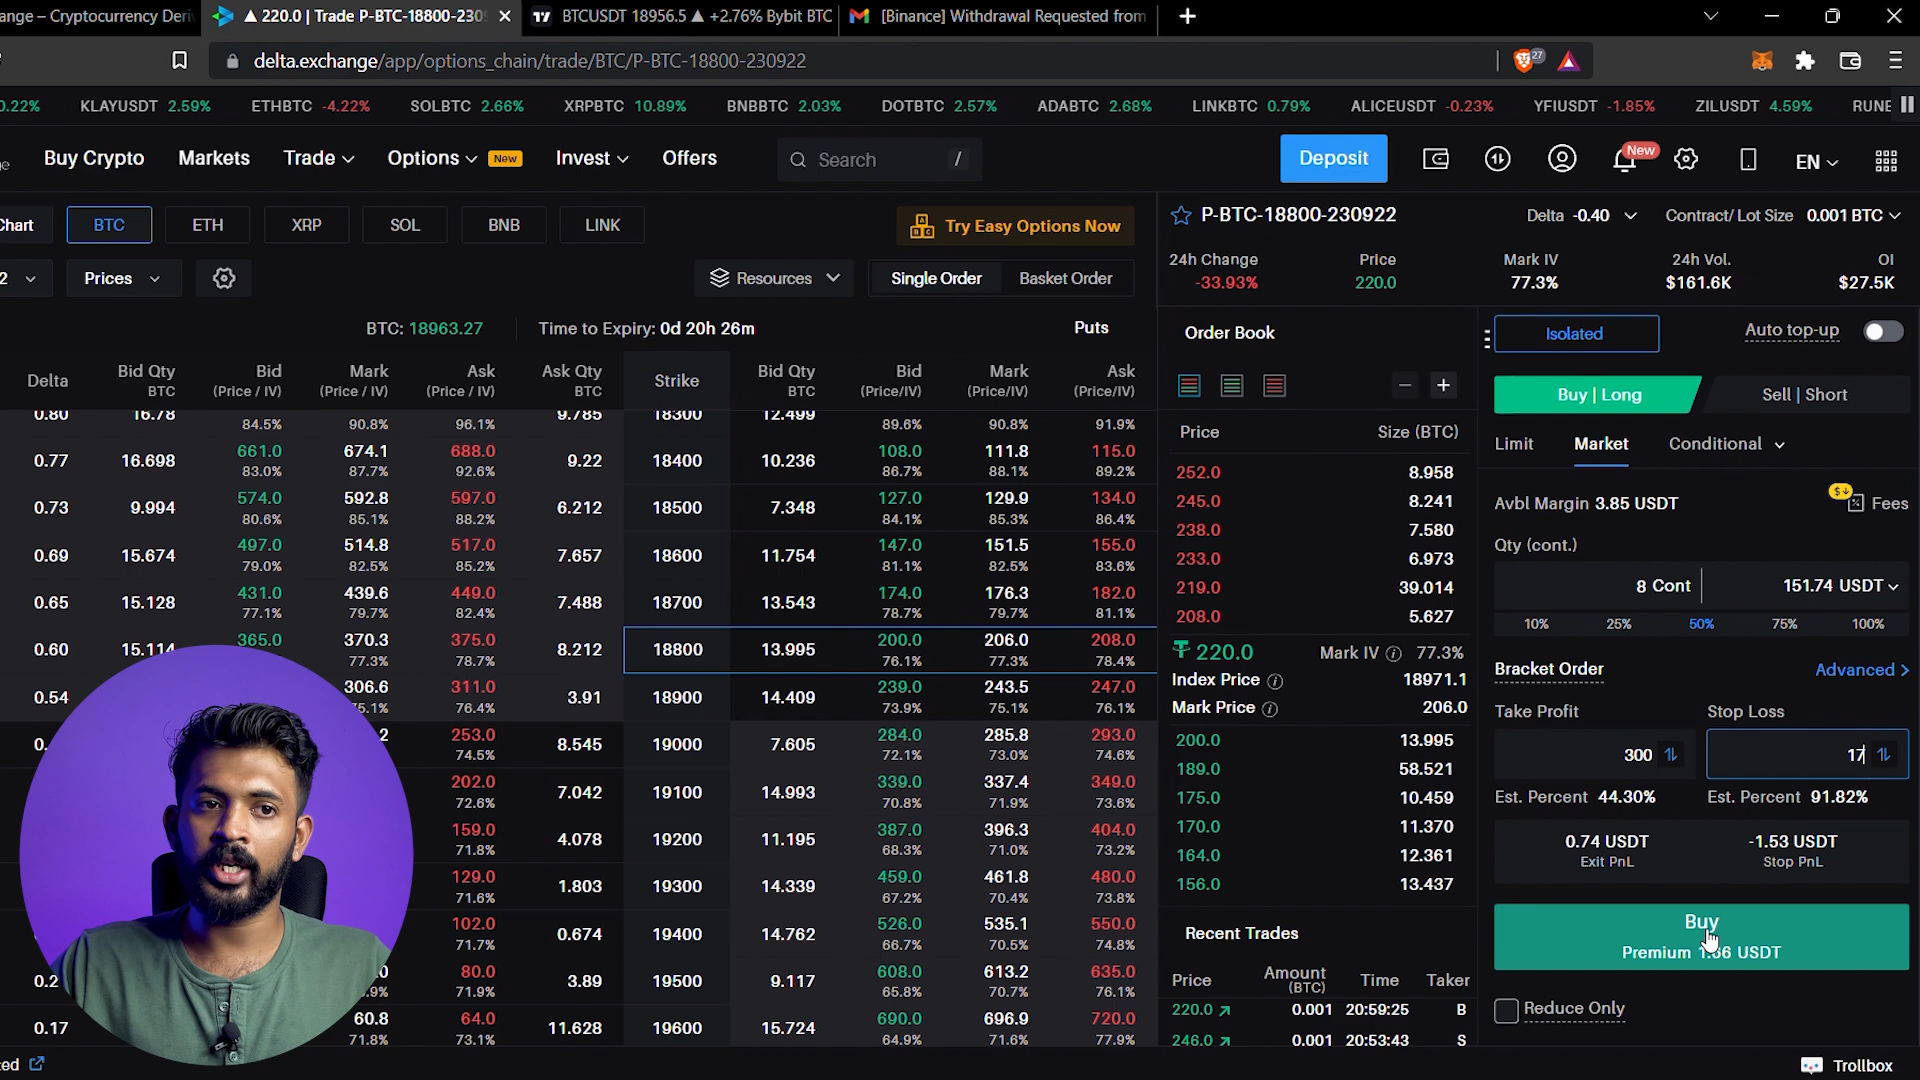 ange – Cryptocurrency Deri
▲ 220.0 | Trade P-BTC-18800-230
BTCUSDT 18956.5 ▲ +2.76% Bybit BTC
[Binance] Withdrawal Requested from
delta.exchange/app/options_chain/trade/BTC/P-BTC-18800-230922
27
0.22% KLAYUSDT 2.59% ETHBTC -4.22% SOLBTC 2.66% XRPBTC 10.89% BNBBTC 2.03% DOTBTC 2.57% ADABTC 2.68% LINKBTC 0.79% ALICEUSDT -0.23% YFIUSDT -1.85% ZILUSDT 4.59% RUNE
Buy Crypto Markets Trade Options New Invest Offers Search / Deposit New EN
Chart BTC ETH XRP SOL BNB LINK Try Easy Options Now
2 Prices Resources Single Order Basket Order
BTC: 18963.27 Time to Expiry: 0d 20h 26m Puts
Delta Bid Qty Bid Mark Ask Ask Qty Strike Bid Qty Bid Mark Ask
BTC (Price / IV) (Price / IV) (Price / IV) BTC BTC (Price/IV) (Price/IV) (Price/IV)
0.80 16.78 9.785 18300 12.499
84.5% 90.8% 96.1% 89.6% 90.8% 91.9%
0.77 16.698 661.0 674.1 688.0 9.22 18400 10.236 108.0 111.8 115.0
83.0% 87.7% 92.6% 86.7% 88.1% 89.2%
0.73 9.994 574.0 592.8 597.0 6.212 18500 7.348 127.0 129.9 134.0
80.6% 85.1% 88.2% 84.1% 85.3% 86.4%
0.69 15.674 497.0 514.8 517.0 7.657 18600 11.754 147.0 151.5 155.0
79.0% 82.5% 85.2% 81.1% 82.5% 83.6%
0.65 15.128 431.0 439.6 449.0 7.488 18700 13.543 174.0 176.3 182.0
77.1% 79.7% 82.4% 78.7% 79.7% 81.1%
0.60 15.114 365.0 370.3 375.0 8.212 18800 13.995 200.0 206.0 208.0
77.3% 78.7% 76.1% 77.3% 78.4%
0.54 306.6 311.0 3.91 18900 14.409 239.0 243.5 247.0
5.1% 76.4% 73.9% 75.1% 76.1%
0. 2 253.0 8.545 19000 7.605 284.0 285.8 293.0
74.5% 72.1% 73.0% 74.6%
202.0 7.042 19100 14.993 339.0 337.4 349.0
72.6% 70.8% 71.9% 73.6%
159.0 4.078 19200 11.195 387.0 396.3 404.0
71.8% 68.3% 71.0% 73.2%
129.0 1.803 19300 14.339 459.0 461.8 480.0
71.6% 67.2% 70.4% 73.8%
102.0 0.674 19400 14.762 526.0 535.1 550.0
71.7% 66.7% 70.5% 74.8%
0.2 .0 80.0 3.89 19500 9.117 608.0 613.2 635.0
.9% 71.9% 65.8% 70.7% 76.1%
0.17 60.8 64.0 11.628 19600 15.724 690.0 696.9 720.0
71.8% 73.1% 64.9% 71.6% 77.9%
ted
P-BTC-18800-230922 Delta -0.40 Contract/ Lot Size 0.001 BTC
24h Change Price Mark IV 24h Vol. OI
-33.93% 220.0 77.3% $161.6K $27.5K
Order Book
Price Size (BTC)
252.0 8.958
245.0 8.241
238.0 7.580
233.0 6.973
219.0 39.014
208.0 5.627
220.0 Mark IV 77.3%
Index Price 18971.1
Mark Price 206.0
200.0 13.995
189.0 58.521
175.0 10.459
170.0 11.370
164.0 12.361
156.0 13.437
Recent Trades
Price Amount Time Taker
(BTC)
220.0 0.001 20:59:25 B
246.0 0.001 20:53:43 S
Isolated Auto top-up
Buy | Long Sell | Short
Limit Market Conditional
Avbl Margin 3.85 USDT Fees
Qty (cont.)
8 Cont 151.74 USDT
10% 25% 50% 75% 100%
Bracket Order Advanced >
Take Profit Stop Loss
300 17
Est. Percent 44.30% Est. Percent 91.82%
0.74 USDT -1.53 USDT
Exit PnL Stop PnL
Buy
Premium 1.66 USDT
Reduce Only
Trollbox